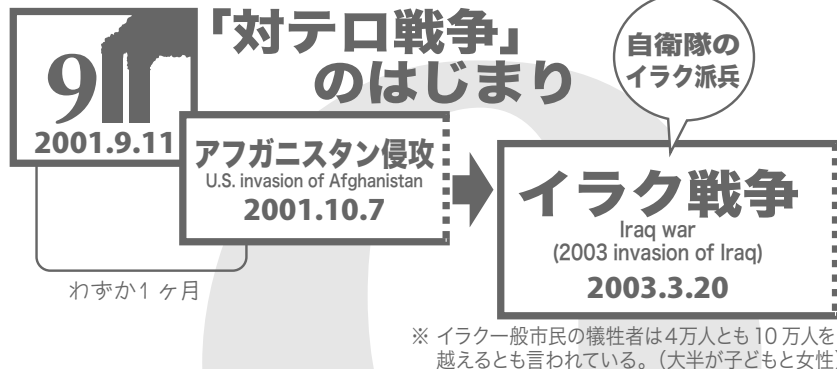 「対テロ戦争」
のはじまり
911
2001.9.11
アフガニスタン侵攻
U.S. invasion of Afghanistan
2001.10.7
わずか1ヶ月
自衛隊の
イラク派兵
イラク戦争
Iraq war
(2003 invasion of Iraq)
2003.3.20
※ イラク一般市民の犠牲者は4万人とも10万人を
越えるとも言われている。（大半が子どもと女性）